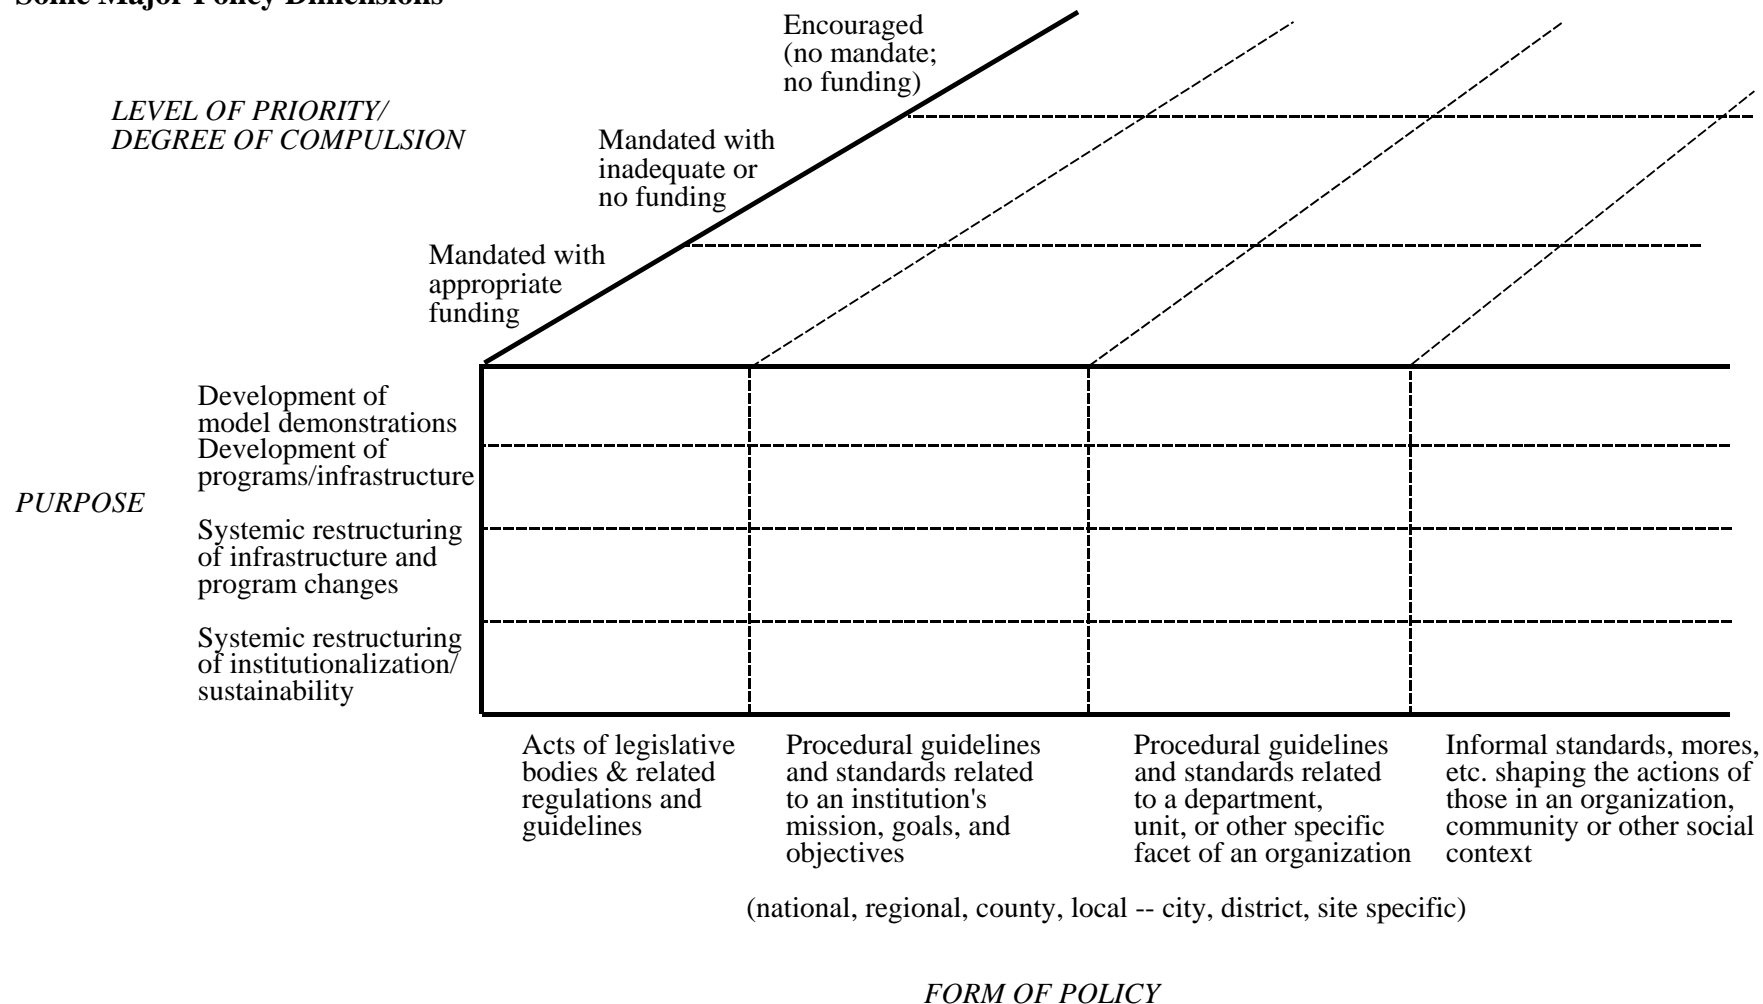 Some Major Policy Dimensions
Encouraged
(no mandate;
no funding)
LEVEL OF PRIORITY/
DEGREE OF COMPULSION
Mandated with
inadequate or
no funding
Mandated with
appropriate
funding
Development of
model demonstrations
Development of
programs/infrastructure
PURPOSE
Systemic restructuring
of infrastructure and
program changes
Systemic restructuring
of institutionalization/
sustainability
Acts of legislative
bodies & related
regulations and
guidelines
Procedural guidelines
and standards related
to an institution's
mission, goals, and
objectives
Procedural guidelines
and standards related
to a department,
unit, or other specific
facet of an organization
Informal standards, mores,
etc. shaping the actions of
those in an organization,
community or other social
context
(national, regional, county, local -- city, district, site specific)
FORM OF POLICY